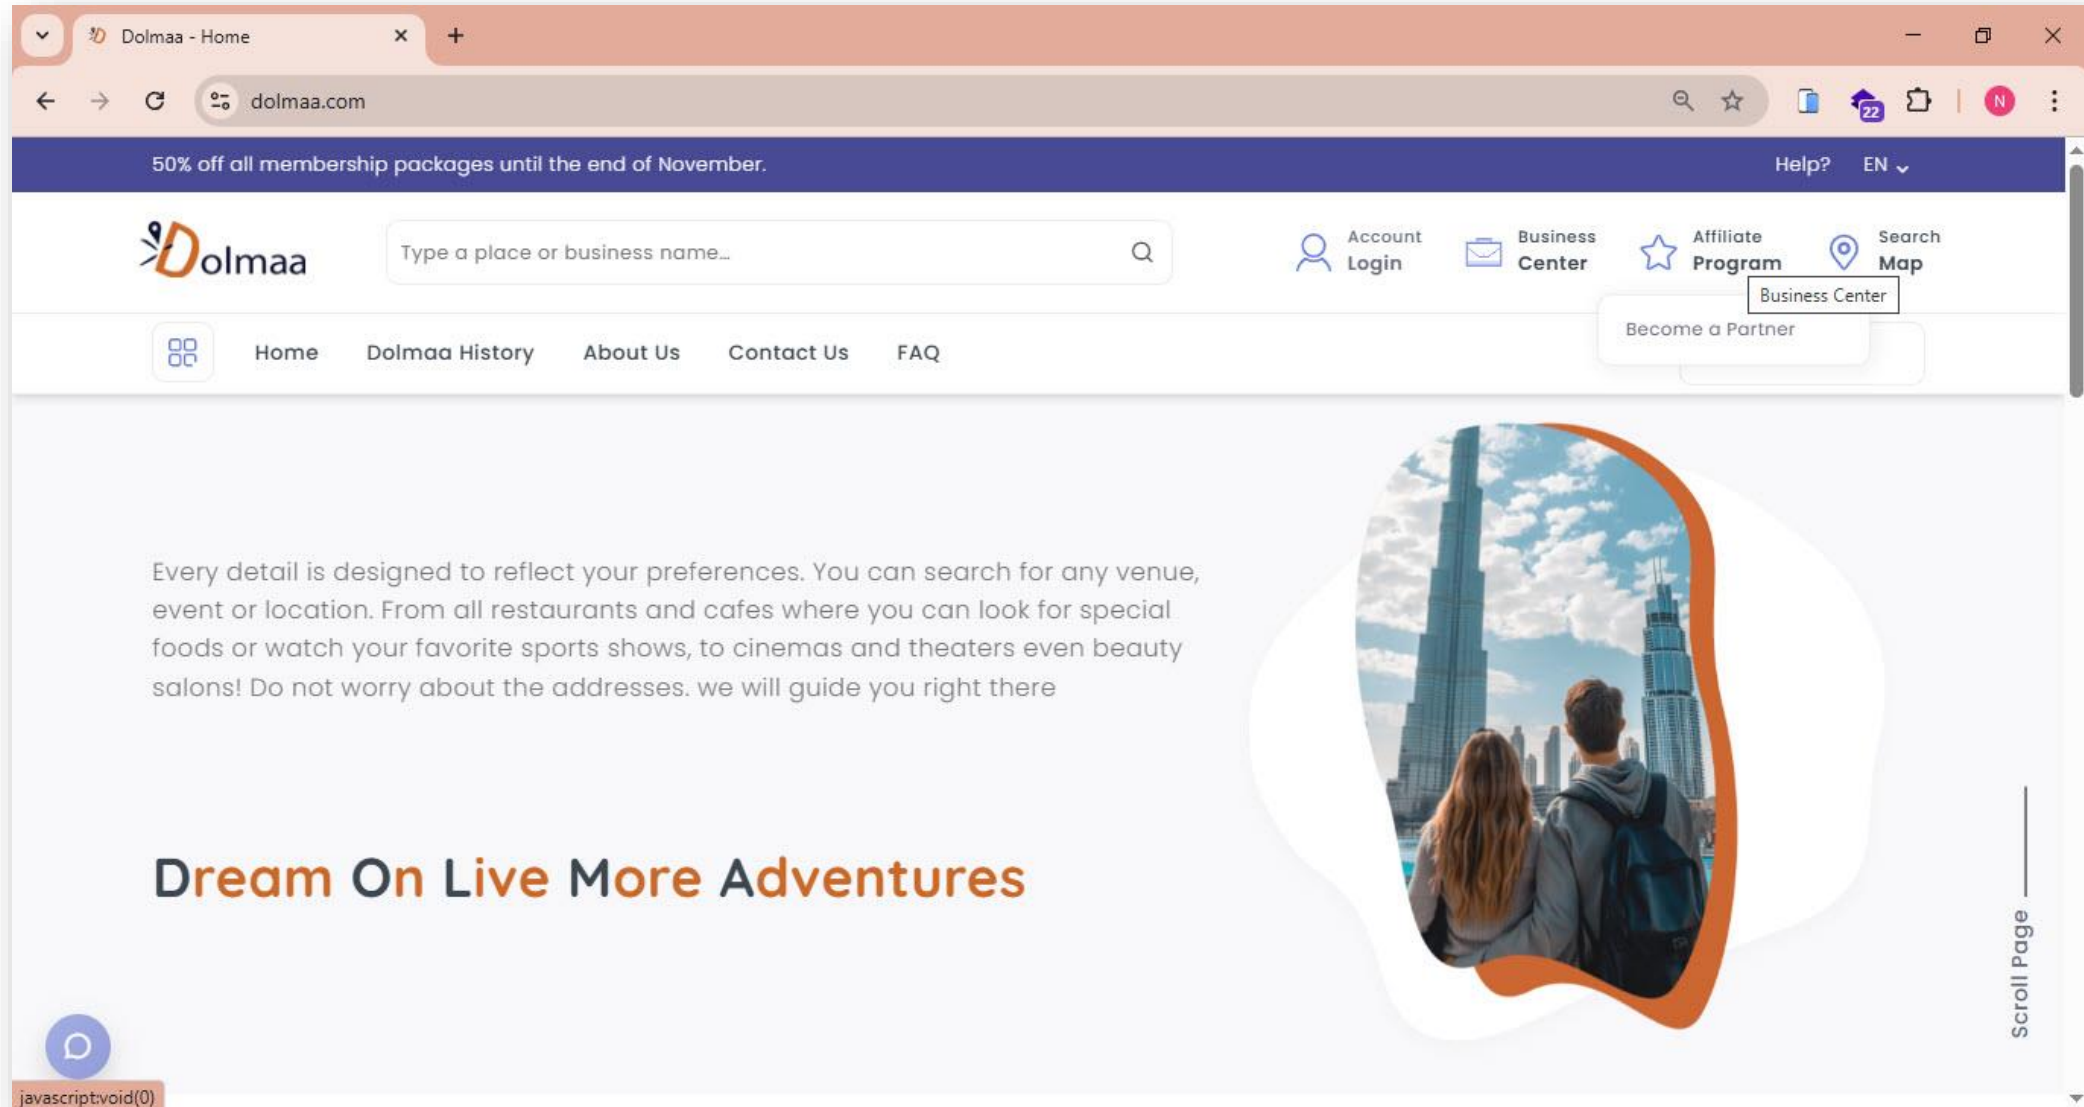 Dolmaa - Home
dolmaa.com
22
N
50% off all membership packages until the end of November.
Help? EN
Dolmaa
Type a place or business name...
Account
Login
Business
Center
Affiliate
Program
Search
Map
Business Center
Become a Partner
Home Dolmaa History About Us Contact Us FAQ
Every detail is designed to reflect your preferences. You can search for any venue,
event or location. From all restaurants and cafes where you can look for special
foods or watch your favorite sports shows, to cinemas and theaters even beauty
salons! Do not worry about the addresses. we will guide you right there
Dream On Live More Adventures
Scroll Page
javascript:void(0)